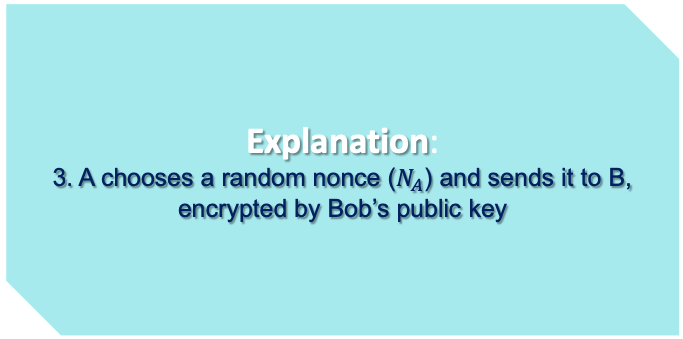 Explanation:
3. A chooses a random nonce (N_A) and sends it to B,
encrypted by Bob’s public key